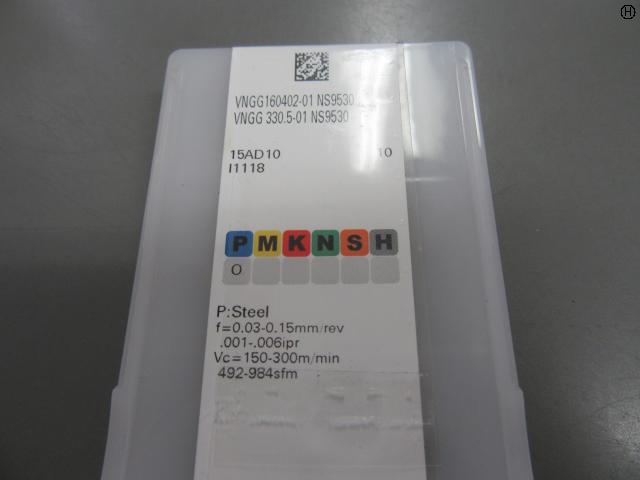 H
VNGG160402-01 NS9530
VNGG 330.5-01 NS9530
15AD10 10
I1118
P M K N S H
O
P:Steel
f=0.03-0.15mm/rev
.001-.006ipr
Vc=150-300m/min
492-984sfm